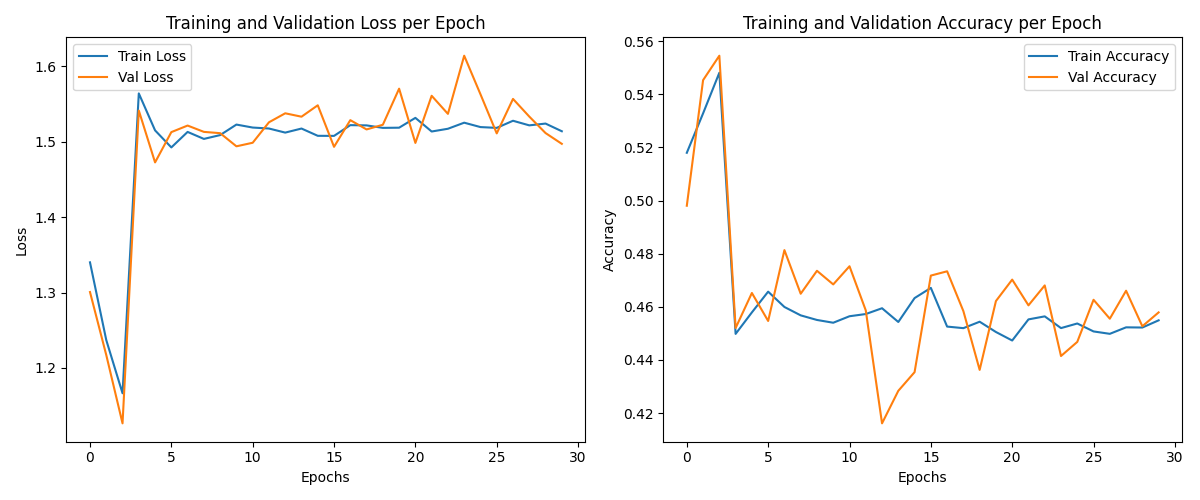 Training and Validation Loss per Epoch
Train Loss
Val Loss
1.6
1.5
1.4
1.3
1.2
Loss
0
5
10
15
20
25
30
Epochs
Training and Validation Accuracy per Epoch
Train Accuracy
Val Accuracy
0.56
0.54
0.52
0.50
0.48
0.46
0.44
0.42
Accuracy
0
5
10
15
20
25
30
Epochs